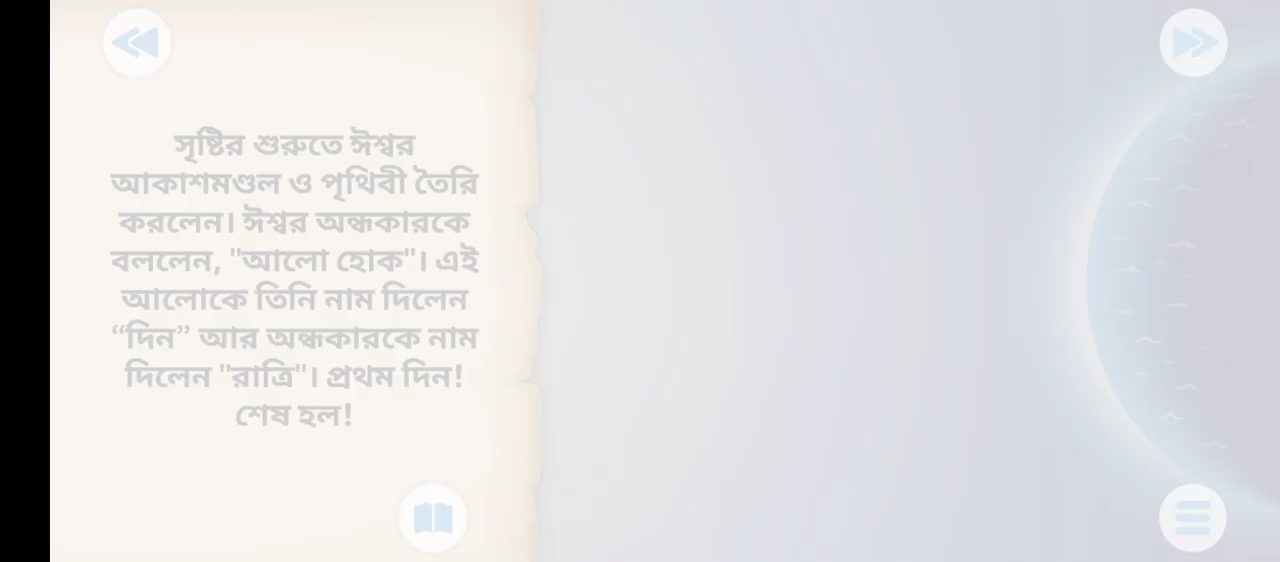 সৃষ্টির শুরুতে ঈশ্বর
আকাশমণ্ডল ও পৃথিবী তৈরি
করলেন। ঈশ্বর অন্ধকারকে
বললেন, "আলো হোক"। এই
আলোকে তিনি নাম দিলেন
“দিন” আর অন্ধকারকে নাম
দিলেন "রাত্রি"। প্রথম দিন!
শেষ হল!